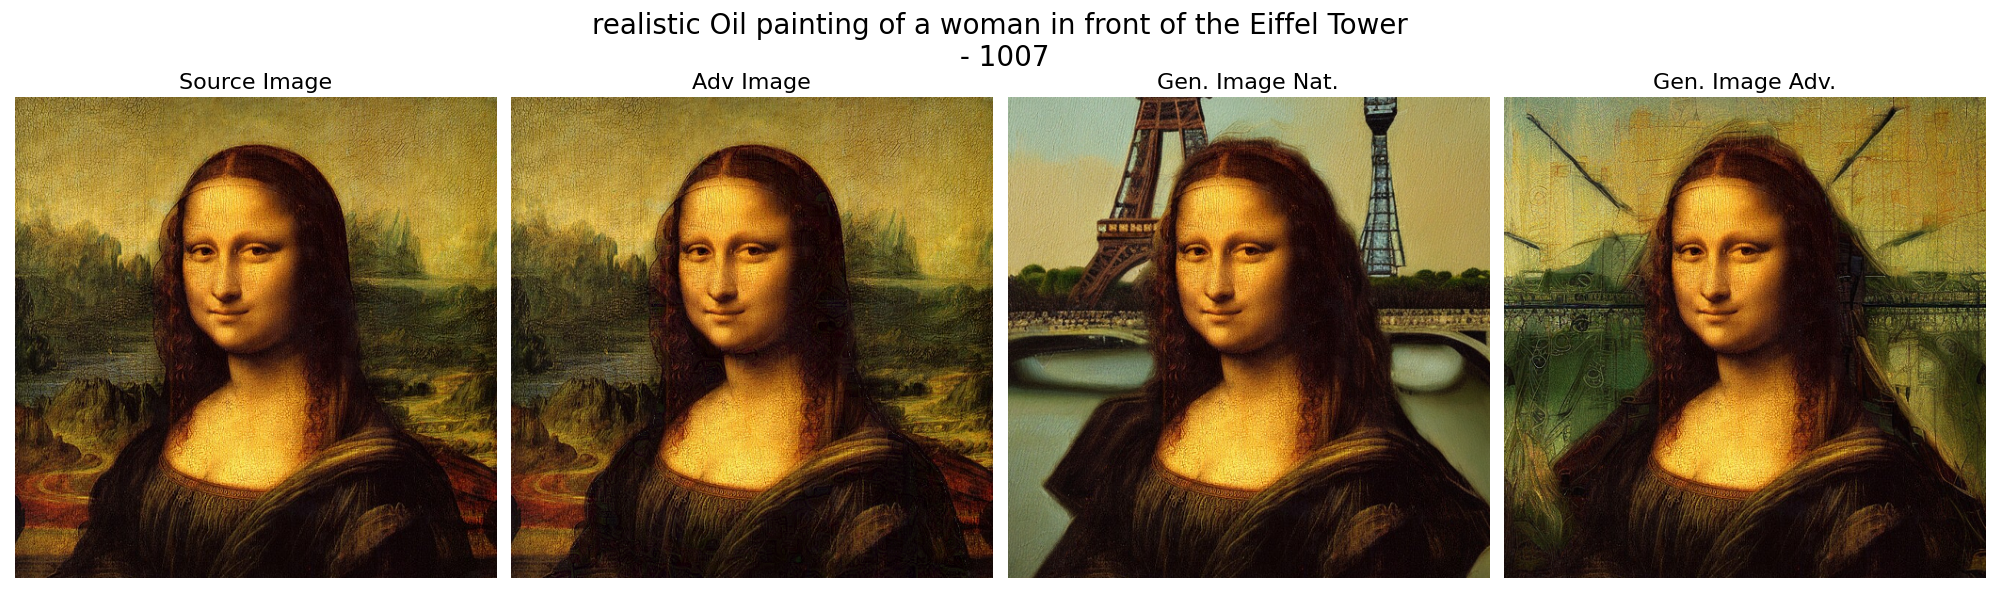 realistic Oil painting of a woman in front of the Eiffel Tower
- 1007
Source Image
Adv Image
Gen. Image Nat.
Gen. Image Adv.